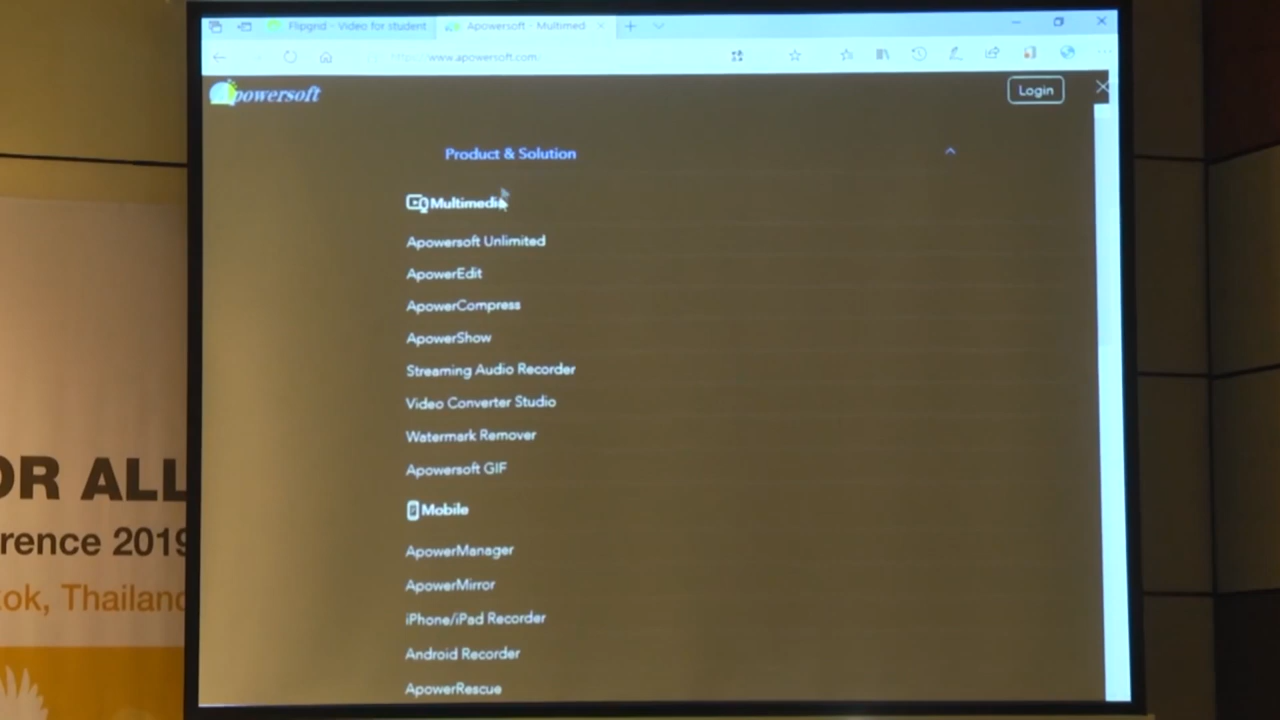 Flipgrid - Video for student
Apowersoft - Multimed
https://www.apowersoft.com
Apowersoft
Login
Product & Solution
Multimedia
Apowersoft Unlimited
ApowerEdit
ApowerCompress
ApowerShow
Streaming Audio Recorder
Video Converter Studio
Watermark Remover
Apowersoft GIF
Mobile
ApowerManager
ApowerMirror
iPhone/iPad Recorder
Android Recorder
ApowerRescue
OR ALL
rence 2019
kok, Thailand